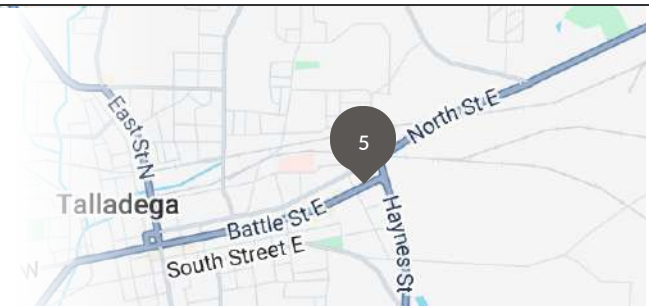 5
North St E
East St N
Talladega
Battle St E
Haynes St
South Street E
W